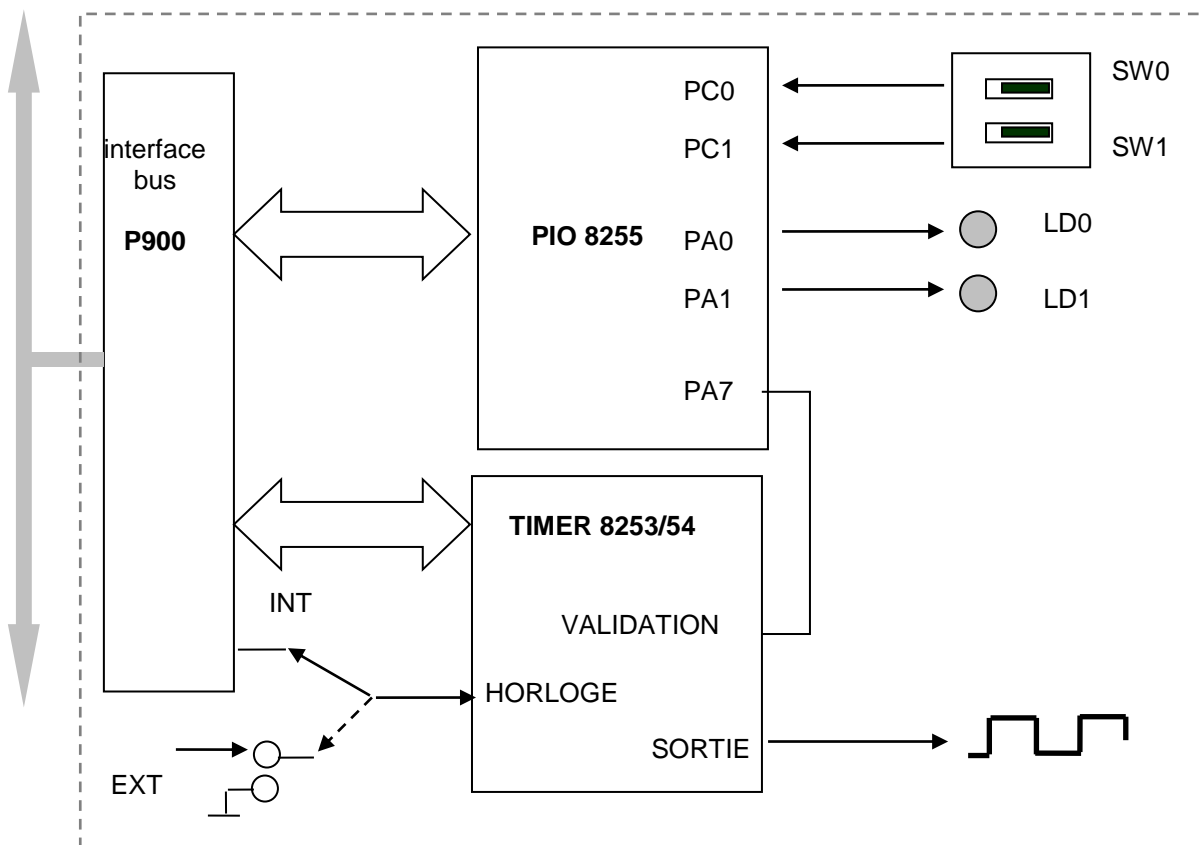 interface
bus
P900
PIO 8255
PC0
PC1
PA0
PA1
PA7
SW0
SW1
LD0
LD1
TIMER 8253/54
VALIDATION
HORLOGE
SORTIE
INT
EXT